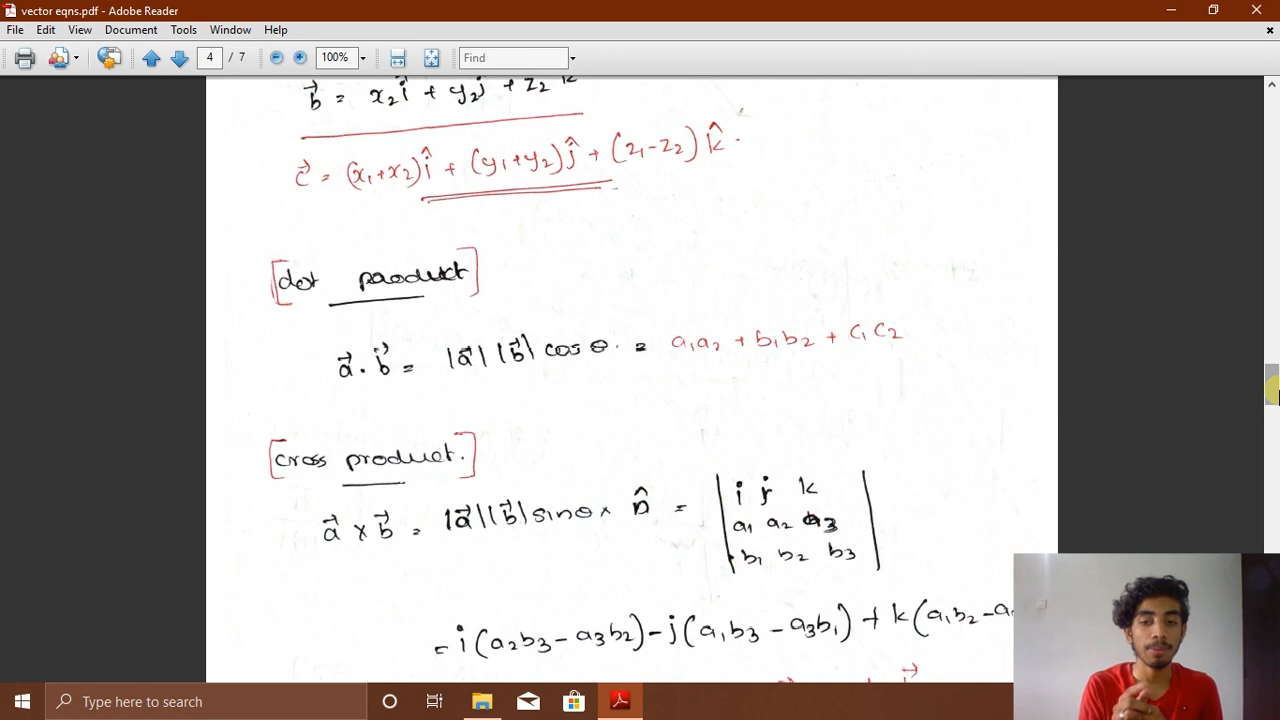 vector eqns.pdf - Adobe Reader
File Edit View Document Tools Window Help
4 / 7 100% Find
b⃗ = x₂i⃗ + y₂j⃗ + z₂ k
c⃗ = (x₁+x₂)î + (y₁+y₂)ĵ + (z₁-z₂) k̂ .
[dot product]
a⃗ . b⃗ = |a⃗| |b⃗| cos θ . = a₁a₂ + b₁b₂ + c₁c₂
[cross product.]
a⃗ × b⃗ = |a⃗| |b⃗| sinθ × n̂ = | i j k
a₁ a₂ a₃
b₁ b₂ b₃ |
= i(a₂b₃ - a₃b₂) - j(a₁b₃ - a₃b₁) + k(a₁b₂ - a
Type here to search